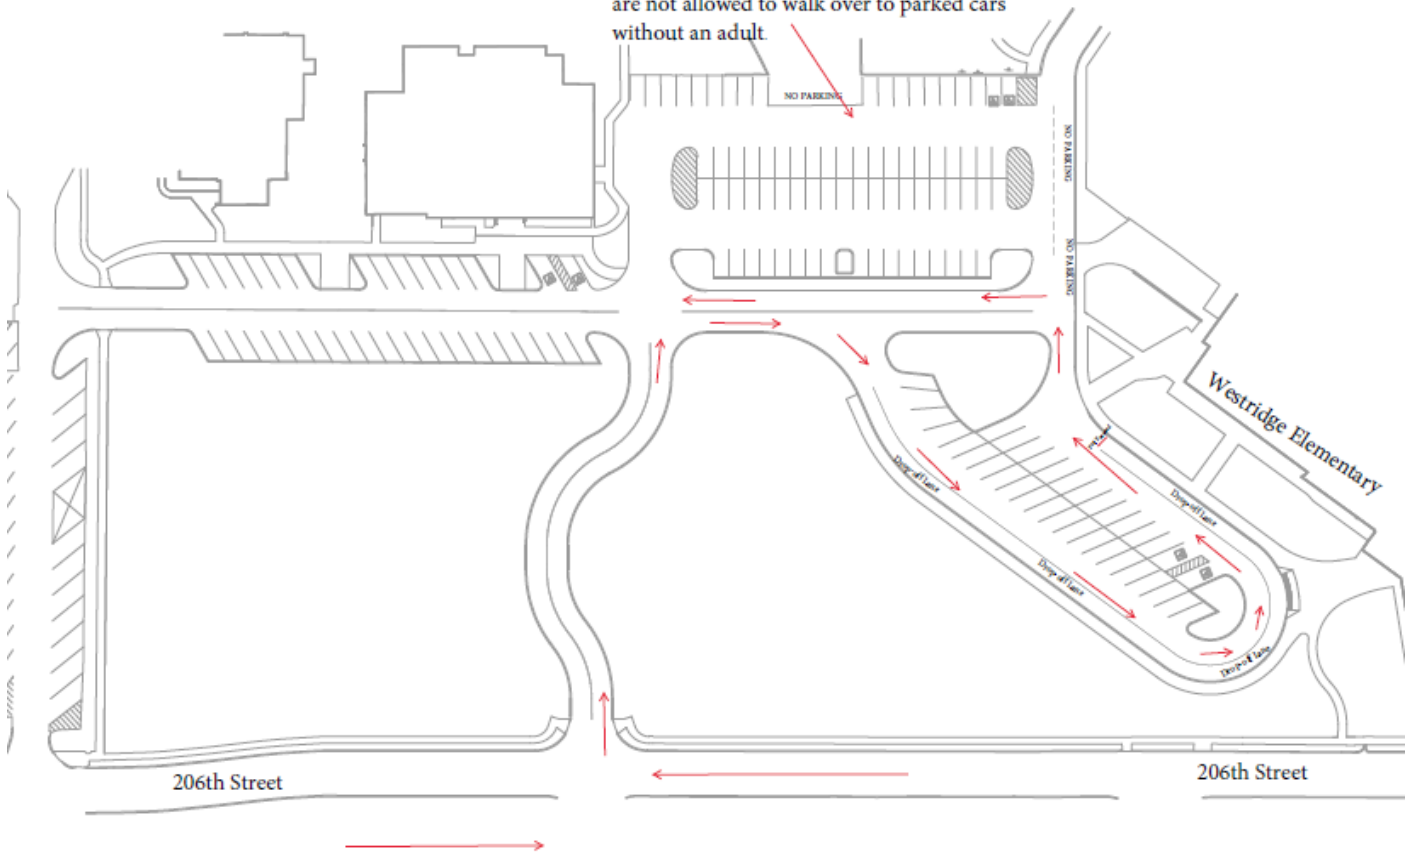 are not allowed to walk over to parked cars
without an adult.
NO PARKING
NO PARKING
NO PARKING
Westridge Elementary
Drop off lane
Drop off lane
Drop off lane
Drop off lane
206th Street
206th Street